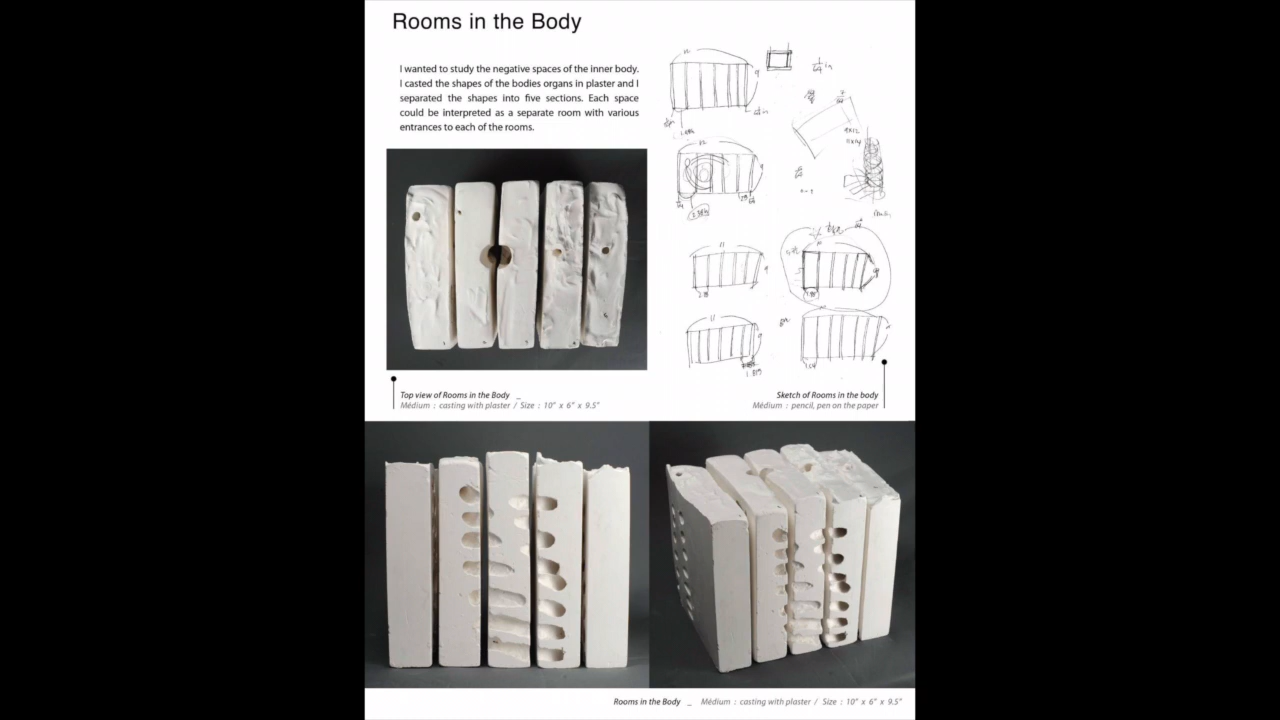 Rooms in the Body
I wanted to study the negative spaces of the inner body.
I casted the shapes of the bodies organs in plaster and I
separated the shapes into five sections. Each space
could be interpreted as a separate room with various
entrances to each of the rooms.
Top view of Rooms in the Body _
Médium : casting with plaster / Size : 10" x 6" x 9.5"
Sketch of Rooms in the body
Médium : pencil, pen on the paper
Rooms in the Body _ Médium : casting with plaster / Size : 10" x 6" x 9.5"